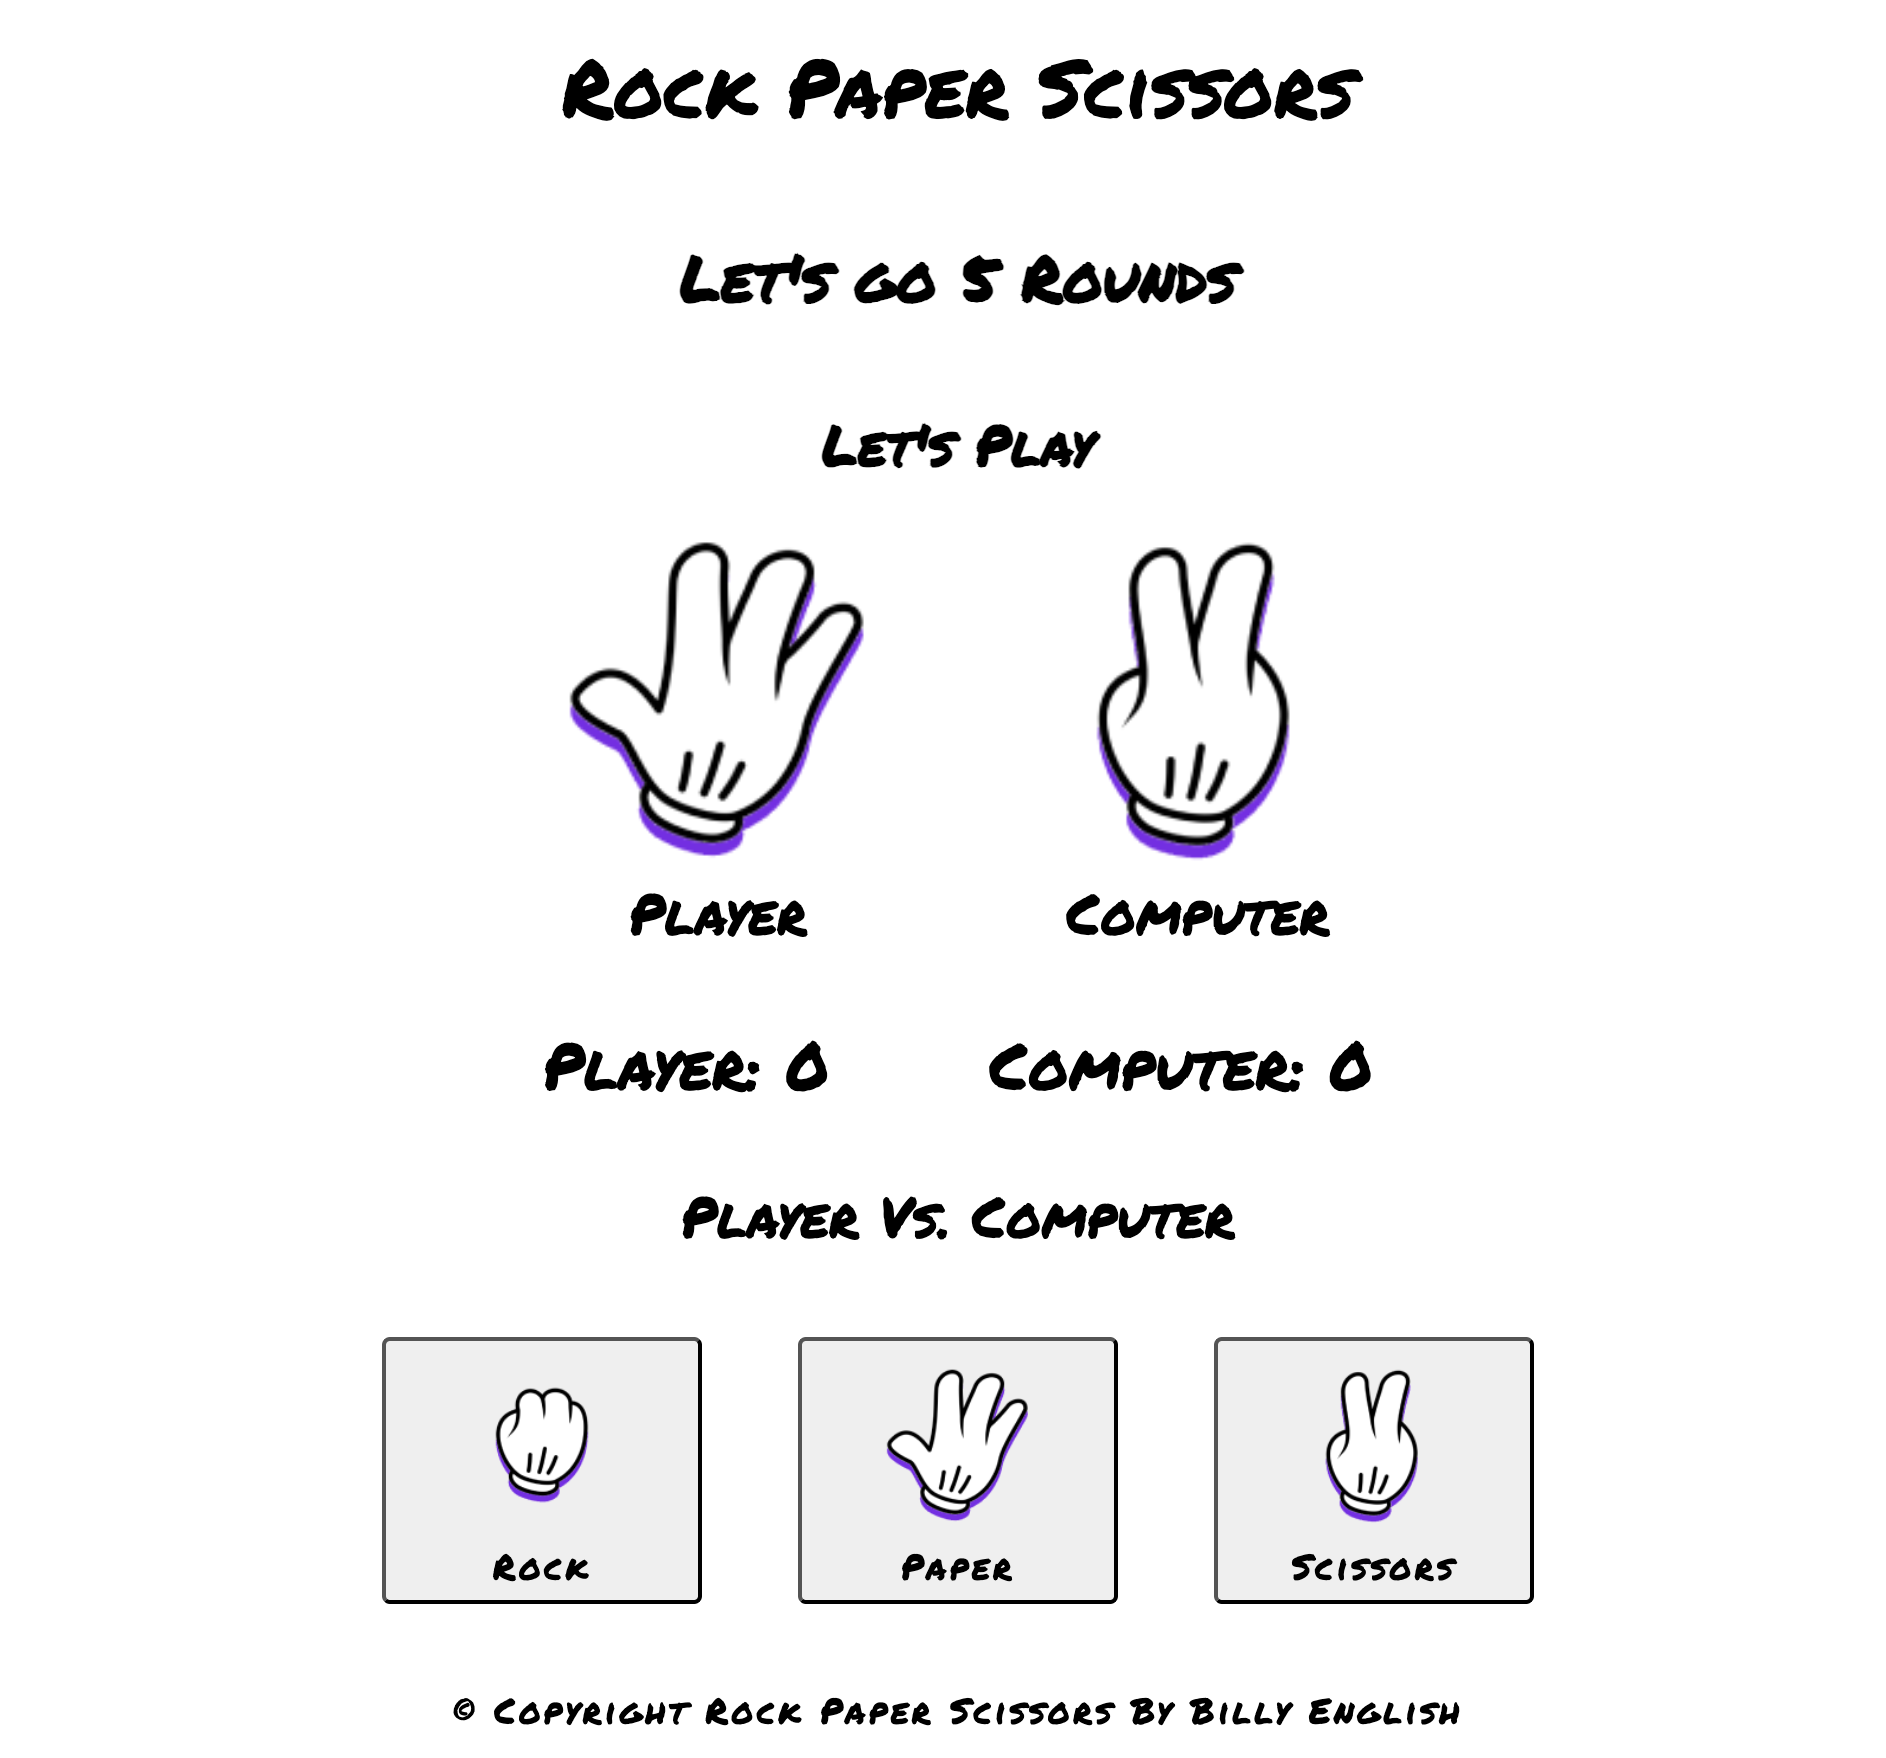 Rock Paper Scissors
Let's go 5 Rounds
Let's Play
Player Computer
Player: 0 Computer: 0
Player Vs. Computer
Rock Paper Scissors
© Copyright Rock Paper Scissors By Billy English